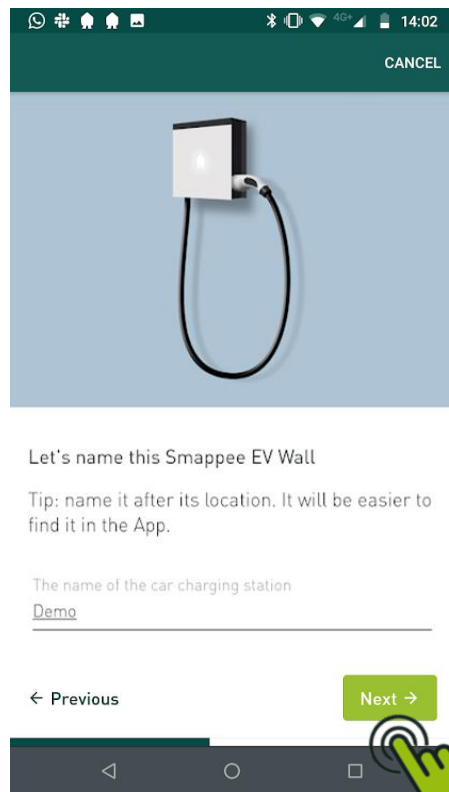 4G+ 14:02
CANCEL
Let's name this Smappee EV Wall
Tip: name it after its location. It will be easier to
find it in the App.
The name of the car charging station
Demo
← Previous
Next →